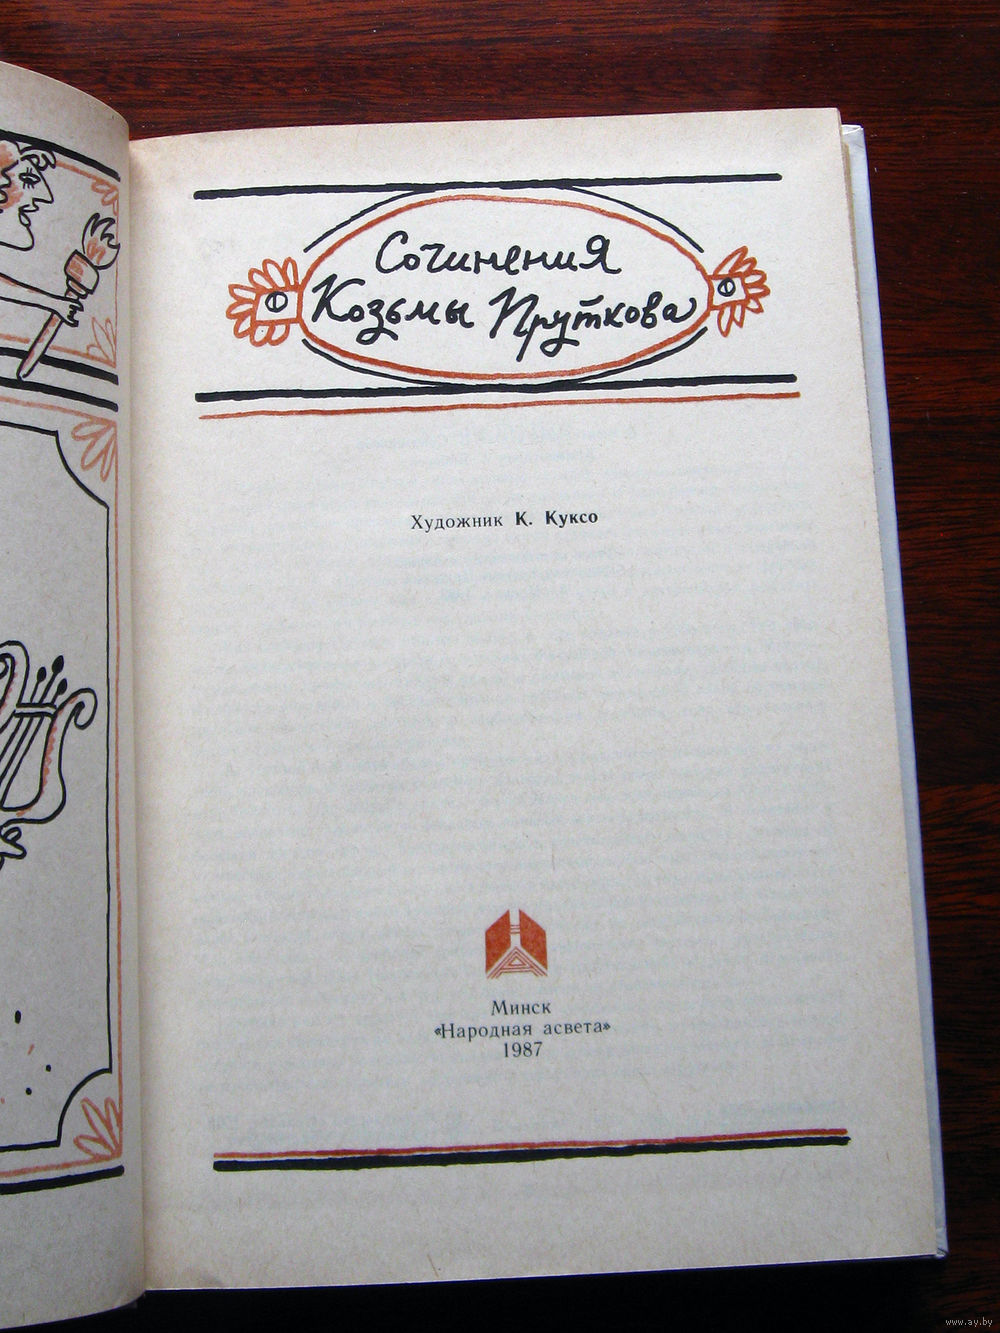 Сочинения
Козьмы Пруткова
Художник К. Куксо
Минск
«Народная асвета»
1987
www.ay.by